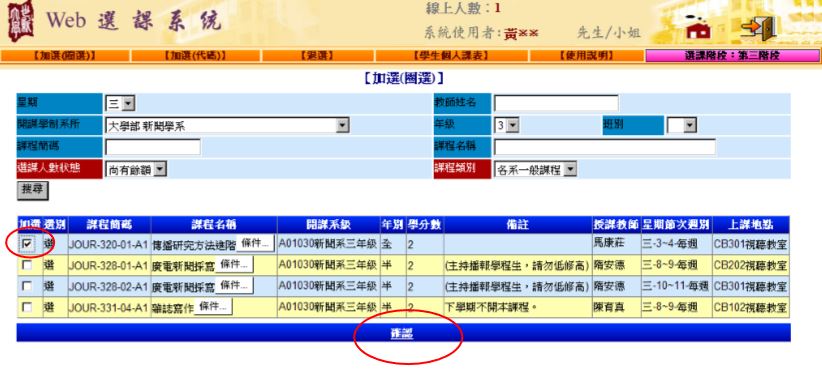 Web 選課系統
線上人數：1
系統使用者：黃** 先生/小姐
【加選(圈選)】 【加選(代碼)】 【退選】 【學生個人課表】 【使用說明】 選課階段：第三階段
【加選(圈選)】
星期 三 教師姓名
開課學制系所 大學部 新聞學系 年級 3 班別
課程簡碼 課程名稱
選課人數狀態 尚有餘額 課程類別 各系一般課程
搜尋
加選 選別 課程簡碼 課程名稱 開課系級 年別 學分數 備註 授課教師 星期節次週別 上課地點
選 JOUR-320-01-A1 傳播研究方法進階 條件... A01030新聞系三年級 全 2 馬康莊 三-3~4-每週 CB301視聽教室
選 JOUR-328-01-A1 廣電新聞採寫 條件... A01030新聞系三年級 半 2 (主持播報學程生，請勿低修高) 隋安德 三-8~9-每週 CB202視聽教室
選 JOUR-328-02-A1 廣電新聞採寫 條件... A01030新聞系三年級 半 2 (主持播報學程生，請勿低修高) 隋安德 三-10~11-每週 CB301視聽教室
選 JOUR-331-04-A1 雜誌寫作 條件... A01030新聞系三年級 半 2 下學期不開本課程。 陳育真 三-8~9-每週 CB102視聽教室
確認